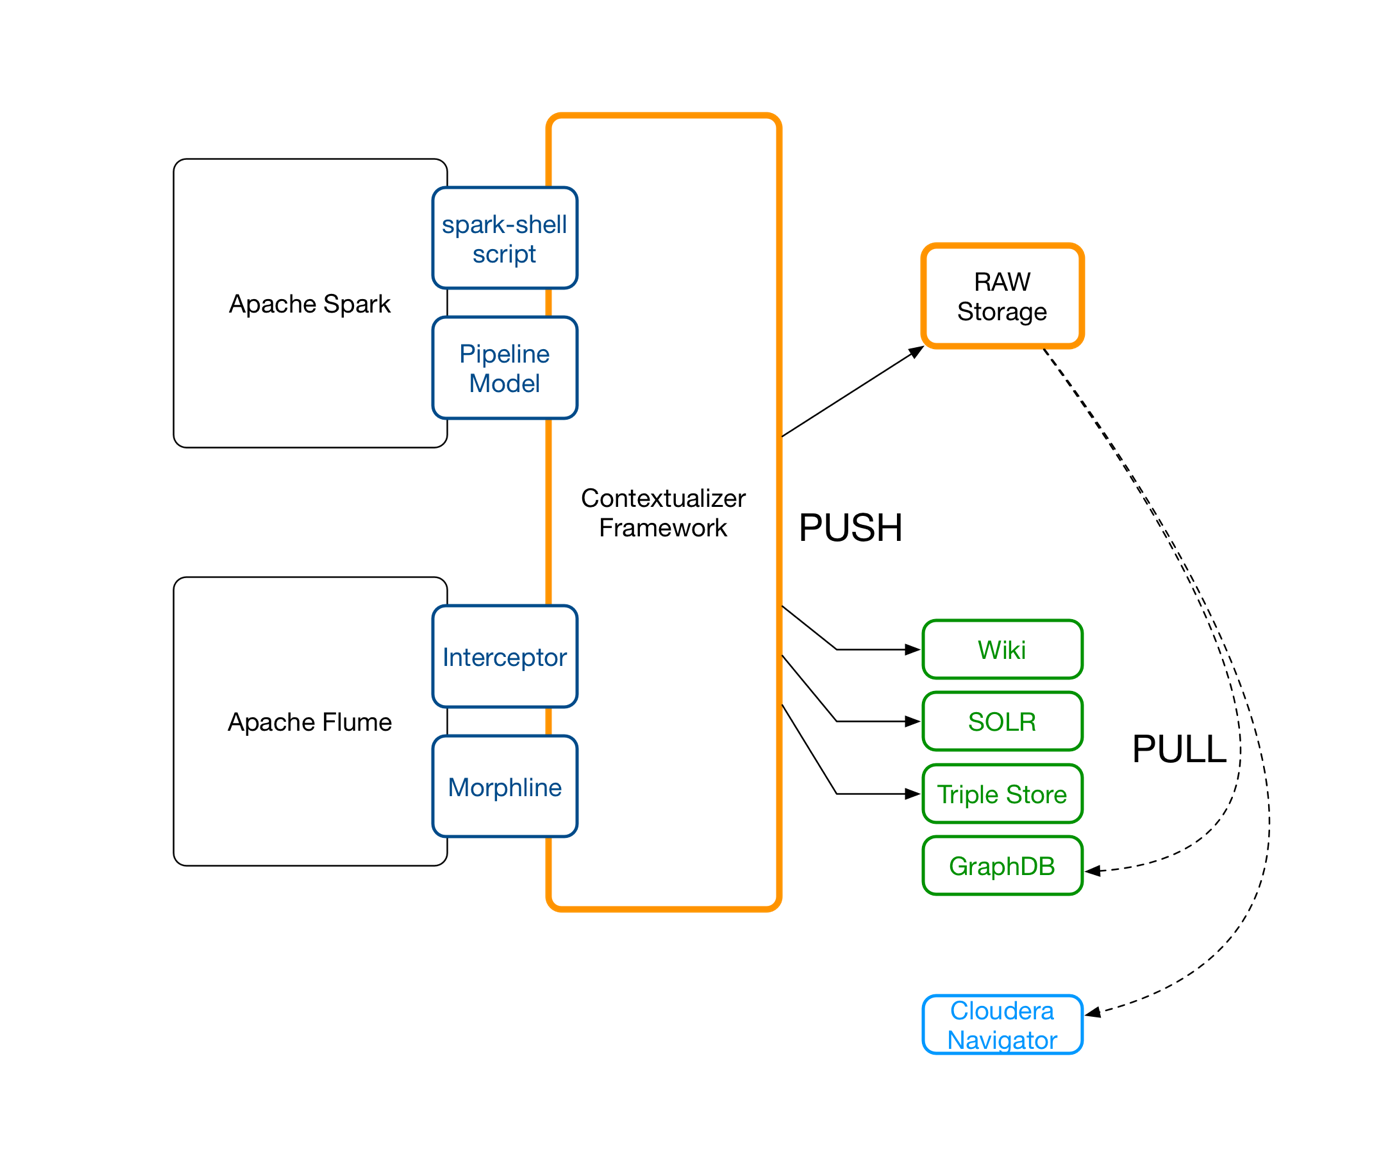 spark-shell
script
Apache Spark
Pipeline
Model
Contextualizer
Framework
Interceptor
Apache Flume
Morphline
RAW
Storage
PUSH
Wiki
SOLR
Triple Store
GraphDB
PULL
Cloudera
Navigator